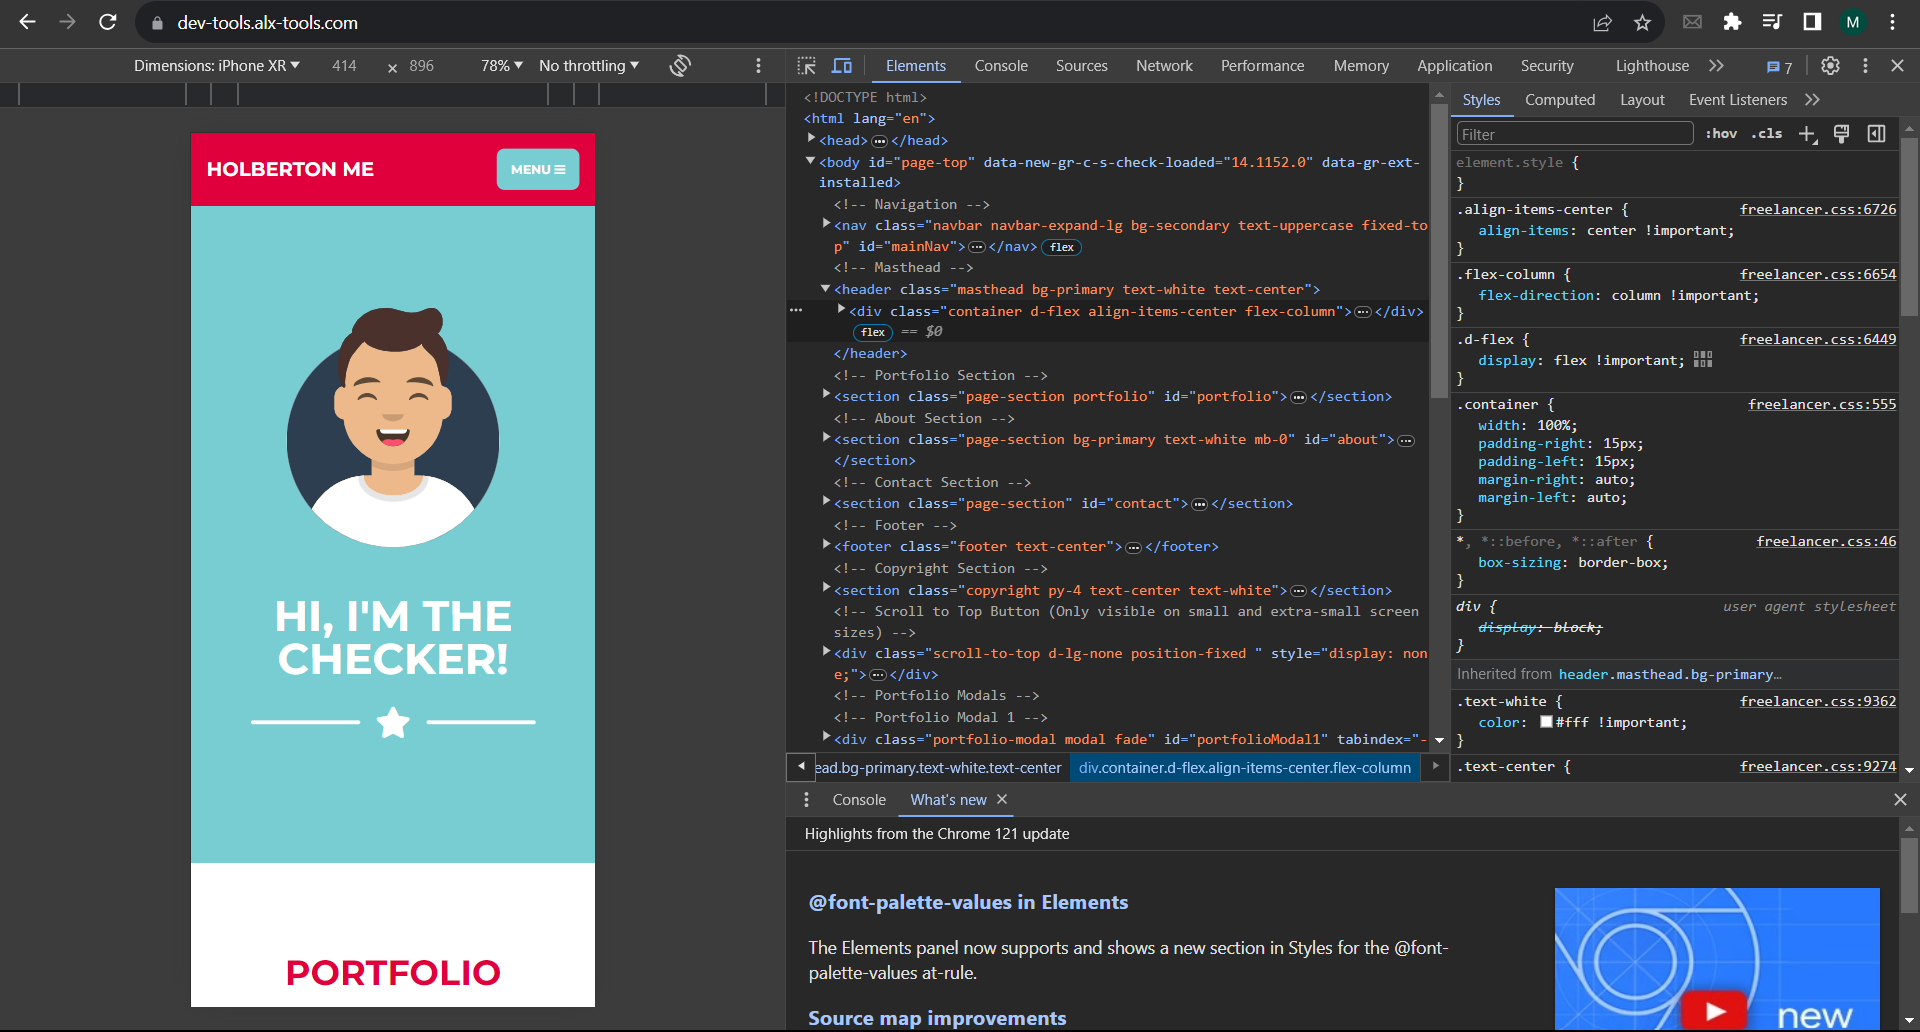 dev-tools.alx-tools.com
M
Dimensions: iPhone XR 414 × 896 78% No throttling
Elements Console Sources Network Performance Memory Application Security Lighthouse 7
HOLBERTON ME
MENU
HI, I'M THE
CHECKER!
PORTFOLIO
<!DOCTYPE html>
<html lang="en">
<head>…</head>
<body id="page-top" data-new-gr-c-s-check-loaded="14.1152.0" data-gr-ext-
installed>
<!-- Navigation -->
<nav class="navbar navbar-expand-lg bg-secondary text-uppercase fixed-to
p" id="mainNav">…</nav> flex
<!-- Masthead -->
<header class="masthead bg-primary text-white text-center">
<div class="container d-flex align-items-center flex-column">…</div>
flex == $0
</header>
<!-- Portfolio Section -->
<section class="page-section portfolio" id="portfolio">…</section>
<!-- About Section -->
<section class="page-section bg-primary text-white mb-0" id="about">…
</section>
<!-- Contact Section -->
<section class="page-section" id="contact">…</section>
<!-- Footer -->
<footer class="footer text-center">…</footer>
<!-- Copyright Section -->
<section class="copyright py-4 text-center text-white">…</section>
<!-- Scroll to Top Button (Only visible on small and extra-small screen
sizes) -->
<div class="scroll-to-top d-lg-none position-fixed " style="display: non
e;">…</div>
<!-- Portfolio Modals -->
<!-- Portfolio Modal 1 -->
<div class="portfolio-modal modal fade" id="portfolioModal1" tabindex="-
ead.bg-primary.text-white.text-center div.container.d-flex.align-items-center.flex-column
Styles Computed Layout Event Listeners
Filter :hov .cls
element.style {
}
.align-items-center { freelancer.css:6726
align-items: center !important;
}
.flex-column { freelancer.css:6654
flex-direction: column !important;
}
.d-flex { freelancer.css:6449
display: flex !important;
}
.container { freelancer.css:555
width: 100%;
padding-right: 15px;
padding-left: 15px;
margin-right: auto;
margin-left: auto;
}
*, *::before, *::after { freelancer.css:46
box-sizing: border-box;
}
div { user agent stylesheet
display: block;
}
Inherited from header.masthead.bg-primary…
.text-white { freelancer.css:9362
color: #fff !important;
}
.text-center { freelancer.css:9274
Console What's new
Highlights from the Chrome 121 update
@font-palette-values in Elements
The Elements panel now supports and shows a new section in Styles for the @font-
palette-values at-rule.
Source map improvements
new